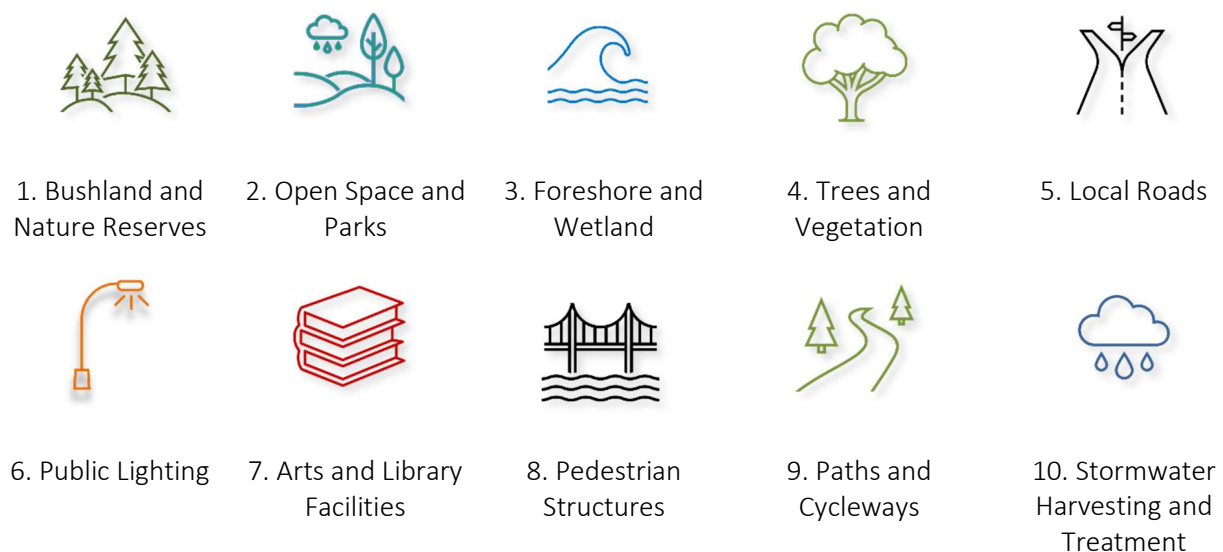 1. Bushland and
Nature Reserves
2. Open Space and
Parks
3. Foreshore and
Wetland
4. Trees and
Vegetation
5. Local Roads
6. Public Lighting
7. Arts and Library
Facilities
8. Pedestrian
Structures
9. Paths and
Cycleways
10. Stormwater
Harvesting and
Treatment